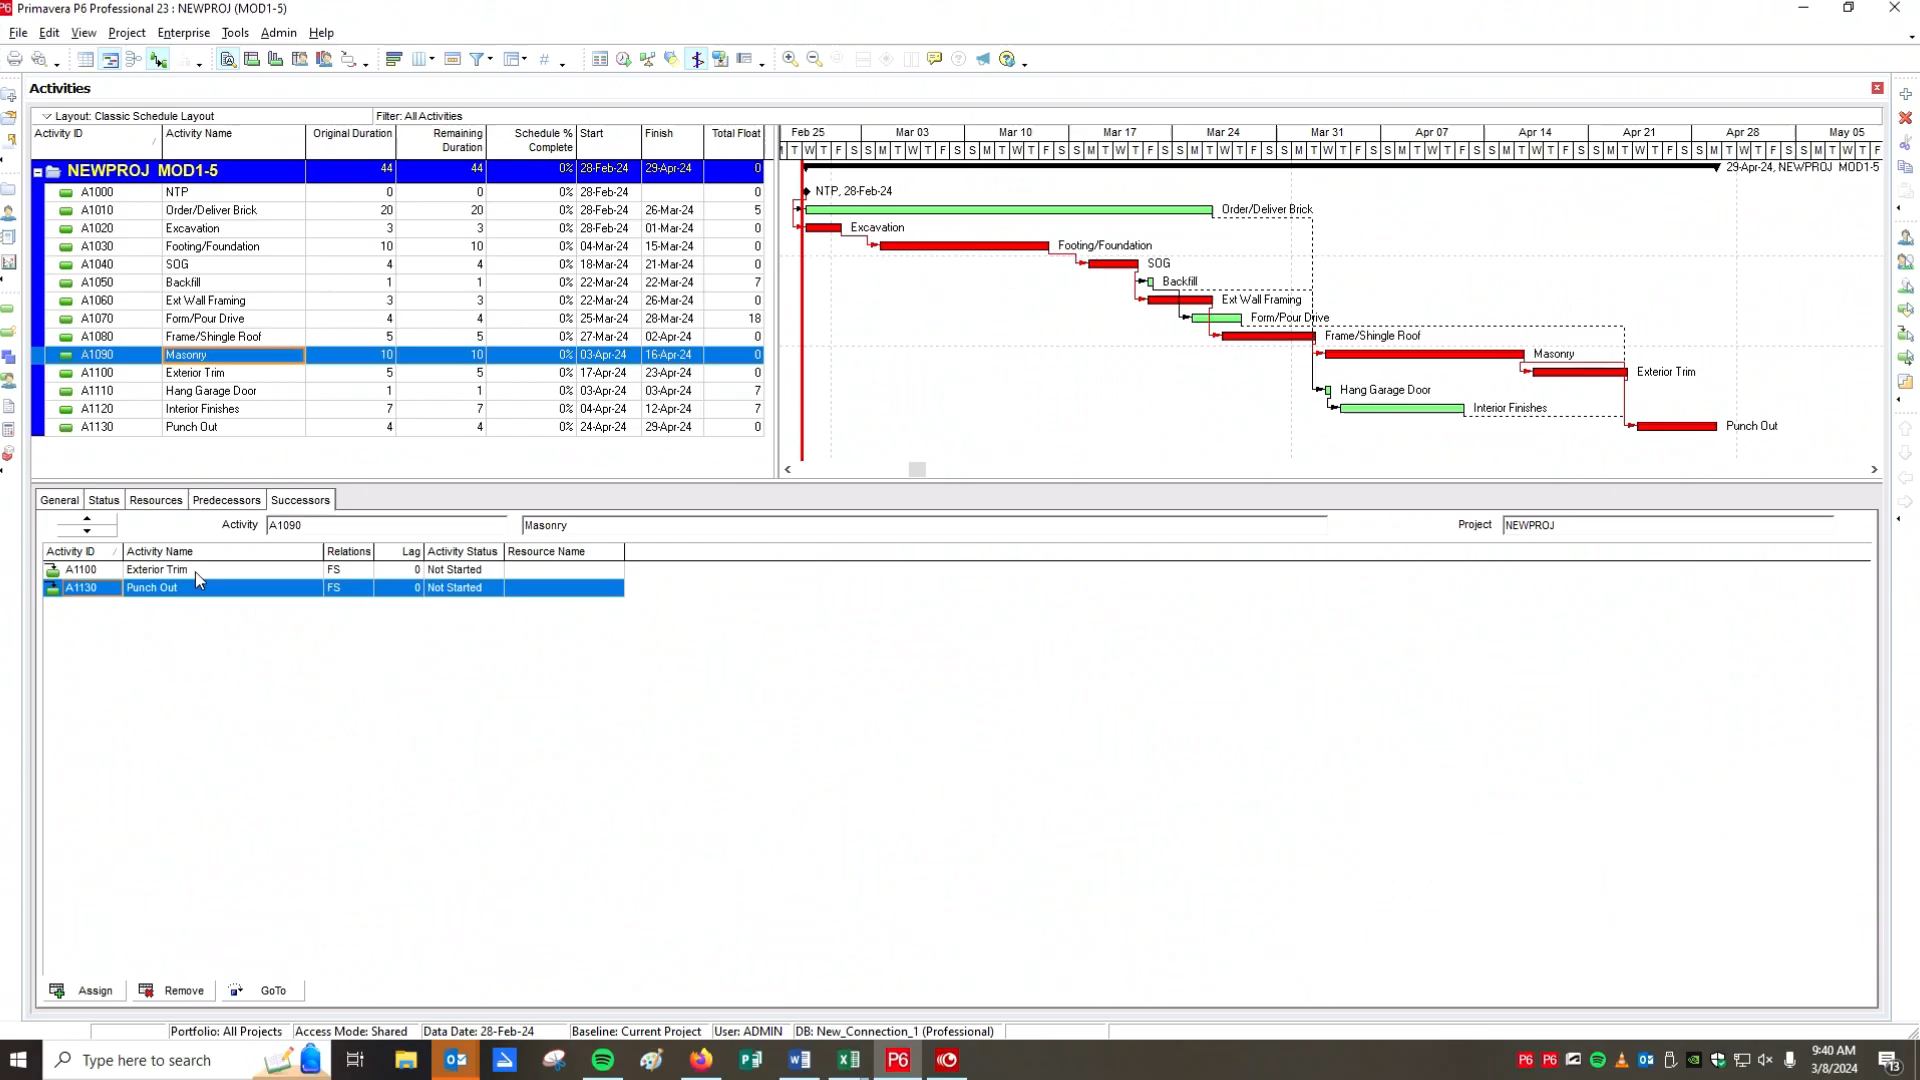 Primavera P6 Professional 23 : NEWPROJ (MOD1-5)
File Edit View Project Enterprise Tools Admin Help
Activities
Layout: Classic Schedule Layout Filter: All Activities
Activity ID Activity Name Original Duration Remaining Duration Schedule % Complete Start Finish Total Float
Feb 25 Mar 03 Mar 10 Mar 17 Mar 24 Mar 31 Apr 07 Apr 14 Apr 21 Apr 28 May 05
T W T F S S M T W T F S S M T W T F S S M T W T F S S M T W T F S S M T W T F S S M T W T F S S M T W T F S S M T W T F S S M T W T F S S M T W T F S S M T W T F
NEWPROJ MOD1-5 44 44 0% 28-Feb-24 29-Apr-24 0 29-Apr-24, NEWPROJ MOD1-5
A1000 NTP 0 0 0% 28-Feb-24 0 NTP, 28-Feb-24
A1010 Order/Deliver Brick 20 20 0% 28-Feb-24 26-Mar-24 5 Order/Deliver Brick
A1020 Excavation 3 3 0% 28-Feb-24 01-Mar-24 0 Excavation
A1030 Footing/Foundation 10 10 0% 04-Mar-24 15-Mar-24 0 Footing/Foundation
A1040 SOG 4 4 0% 18-Mar-24 21-Mar-24 0 SOG
A1050 Backfill 1 1 0% 22-Mar-24 22-Mar-24 7 Backfill
A1060 Ext Wall Framing 3 3 0% 22-Mar-24 26-Mar-24 0 Ext Wall Framing
A1070 Form/Pour Drive 4 4 0% 25-Mar-24 28-Mar-24 18 Form/Pour Drive
A1080 Frame/Shingle Roof 5 5 0% 27-Mar-24 02-Apr-24 0 Frame/Shingle Roof
A1090 Masonry 10 10 0% 03-Apr-24 16-Apr-24 0 Masonry
A1100 Exterior Trim 5 5 0% 17-Apr-24 23-Apr-24 0 Exterior Trim
A1110 Hang Garage Door 1 1 0% 03-Apr-24 03-Apr-24 7 Hang Garage Door
A1120 Interior Finishes 7 7 0% 04-Apr-24 12-Apr-24 7 Interior Finishes
A1130 Punch Out 4 4 0% 24-Apr-24 29-Apr-24 0 Punch Out
General Status Resources Predecessors Successors
Activity A1090 Masonry Project NEWPROJ
Activity ID Activity Name Relations Lag Activity Status Resource Name
A1100 Exterior Trim FS 0 Not Started
A1130 Punch Out FS 0 Not Started
Assign Remove GoTo
Portfolio: All Projects Access Mode: Shared Data Date: 28-Feb-24 Baseline: Current Project User: ADMIN DB: New_Connection_1 (Professional)
Type here to search
9:40 AM
3/8/2024
13